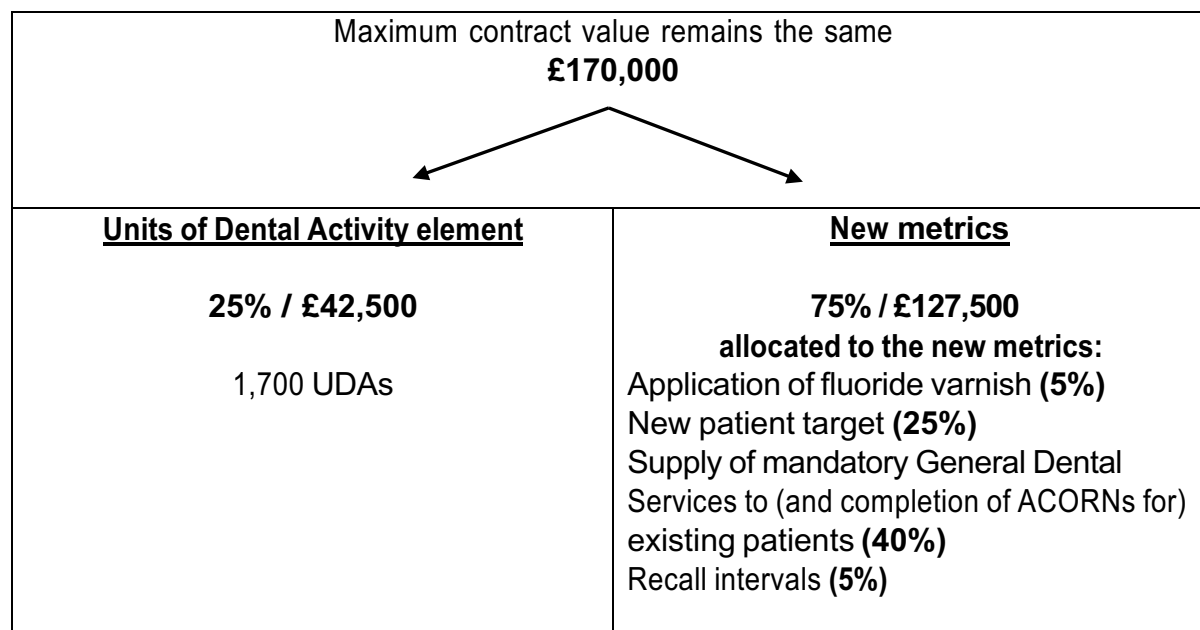 Maximum contract value remains the same
£170,000
Units of Dental Activity element
25% / £42,500
1,700 UDAs
New metrics
75% / £127,500
allocated to the new metrics:
Application of fluoride varnish (5%)
New patient target (25%)
Supply of mandatory General Dental
Services to (and completion of ACORNs for)
existing patients (40%)
Recall intervals (5%)